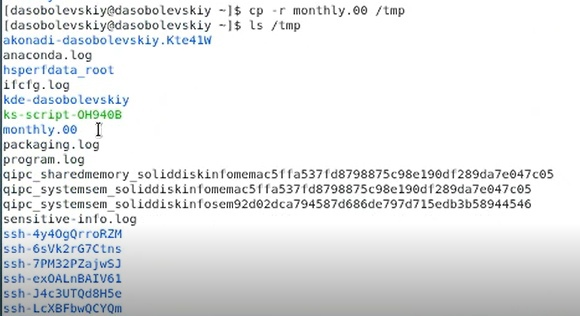 [dasobolevskiy@dasobolevskiy ~]$ cp -r monthly.00 /tmp
[dasobolevskiy@dasobolevskiy ~]$ ls /tmp
akonadi-dasobolevskiy.Kte41W
anaconda.log
hsperfdata_root
ifcfg.log
kde-dasobolevskiy
ks-script-OH940B
monthly.00
packaging.log
program.log
qipc_sharedmemory_soliddiskinfomemac5ffa537fd8798875c98e190df289da7e047c05
qipc_systemsem_soliddiskinfomemac5ffa537fd8798875c98e190df289da7e047c05
qipc_systemsem_soliddiskinfosem92d02dca794587d686de797d715edb3b58944546
sensitive-info.log
ssh-4y4OgQrroRZM
ssh-6sVk2rG7Ctns
ssh-7PM32PZajwSJ
ssh-exOALnBAIV61
ssh-J4c3UTQd8H5e
ssh-LcXBFbwQCYQm